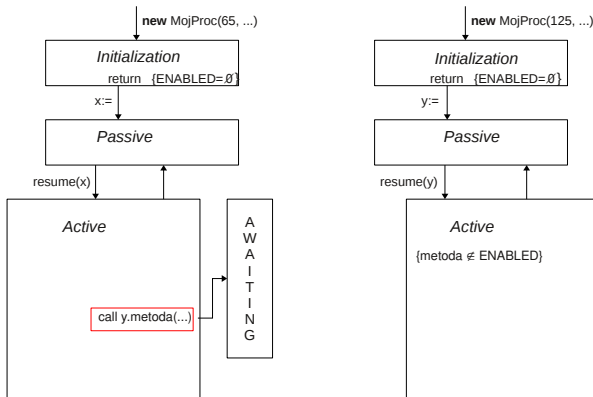 new MojProc(65, ...)
Initialization
return {ENABLED=∅}
x:=
Passive
resume(x)
Active
call y.metoda(...)
A
W
A
I
T
I
N
G
new MojProc(125, ...)
Initialization
return {ENABLED=∅}
y:=
Passive
resume(y)
Active
{metoda ∉ ENABLED}